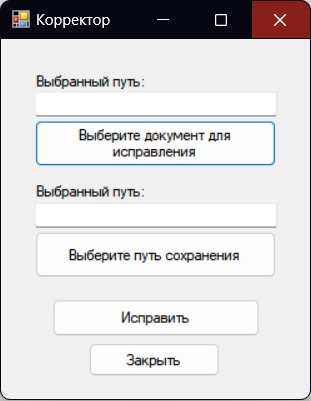 Корректор
Выбранный путь:
Выберите документ для
исправления
Выбранный путь:
Выберите путь сохранения
Исправить
Закрыть